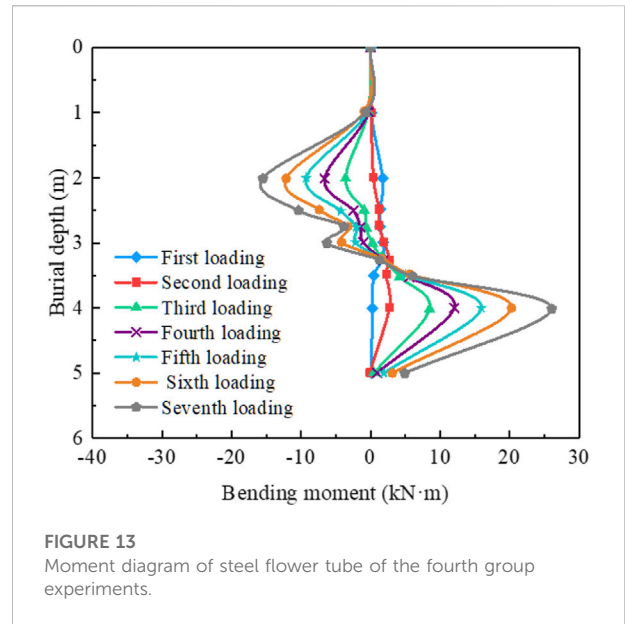 0
1
2
3
4
5
6
Burial depth (m)
First loading
Second loading
Third loading
Fourth loading
Fifth loading
Sixth loading
Seventh loading
-40 -30 -20 -10 0 10 20 30
Bending moment (kN·m)
FIGURE 13
Moment diagram of steel flower tube of the fourth group
experiments.